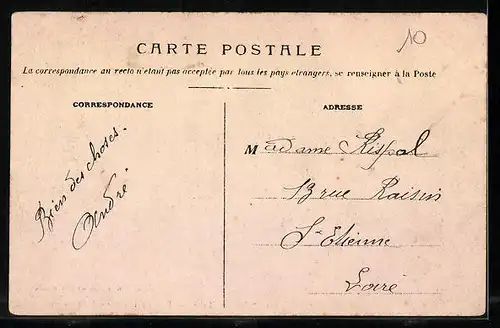 10
CARTE POSTALE
La correspondance au recto n'étant pas acceptée par tous les pays étrangers, se renseigner à la Poste
CORRESPONDANCE
Bien des choses.
André
ADRESSE
Madame Rispal
13 rue Raisin
St Etienne
Loire